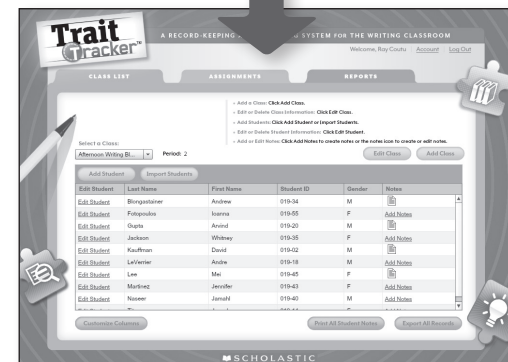 Trait Tracker™
A RECORD-KEEPING SYSTEM FOR THE WRITING CLASSROOM
Welcome, Ray Coutu Account Log Out
CLASS LIST ASSIGNMENTS REPORTS
» Add a Class: Click Add Class.
» Edit or Delete Class Information: Click Edit Class.
» Add Students: Click Add Student or Import Students.
» Edit or Delete Student Information: Click Edit Student.
» Add or Edit Notes: Click Add Notes to create notes or the notes icon to create or edit notes.
Select a Class:
Afternoon Writing Bl... Period: 2 Edit Class Add Class
Add Student Import Students
Edit Student Last Name First Name Student ID Gender Notes
Edit Student Blongastainer Andrew 019-34 M
Edit Student Fotopoulos Ioanna 019-55 F Add Notes
Edit Student Gupta Arvind 019-20 M
Edit Student Jackson Whitney 019-35 F Add Notes
Edit Student Kauffman David 019-02 M
Edit Student LeVerrier Andre 019-18 M Add Notes
Edit Student Lee Mei 019-45 F
Edit Student Martinez Jennifer 019-43 F Add Notes
Edit Student Naseer Jamahl 019-40 M Add Notes
Customize Columns Print All Student Notes Export All Records
SCHOLASTIC